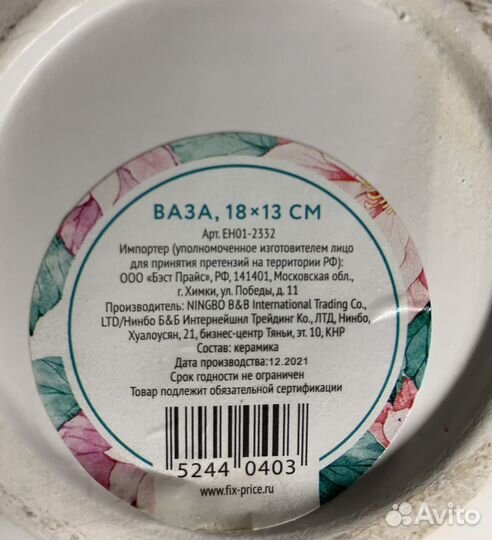 ВАЗА, 18×13 СМ
Арт. EH01-2332
Импортер (уполномоченное изготовителем лицо
для принятия претензий на территории РФ):
ООО «Бэст Прайс», РФ, 141401, Московская обл.,
г. Химки, ул. Победы, д. 11
Производитель: NINGBO B&B International Trading Co.,
LTD/Нинбо Б&Б Интернейшнл Трейдинг Ко., ЛТД, Нинбо,
Хуалоусян, 21, бизнес-центр Тяньи, эт. 10, КНР
Состав: керамика
Дата производства:12.2021
Срок годности не ограничен
Товар подлежит обязательной сертификации
5244 0403
www.fix-price.ru
Avito